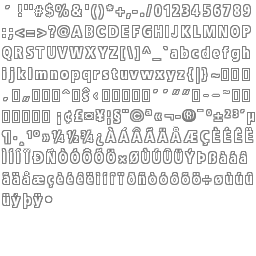 ´ !"#$%&'()*+,-./0123456789
:;<=>?@ABCDEFGHIJKLMNOP
QRSTUVWXYZ[\]^_`abcdefgh
ijklmnopqrstuvwxyz{|}~
¡¢£¤¥¦§¨©ª«¬-®¯°±²³´µ
¶·¸¹º»¼½¾¿ÀÁÂÃÄÅÆÇÈÉÊË
ÌÍÎÏÐÑÒÓÔÕÖ×ØÙÚÛÜÝÞßàáâ
ãäåæçèéêëìíîïðñòóôõö÷øùúû
üýþÿ•